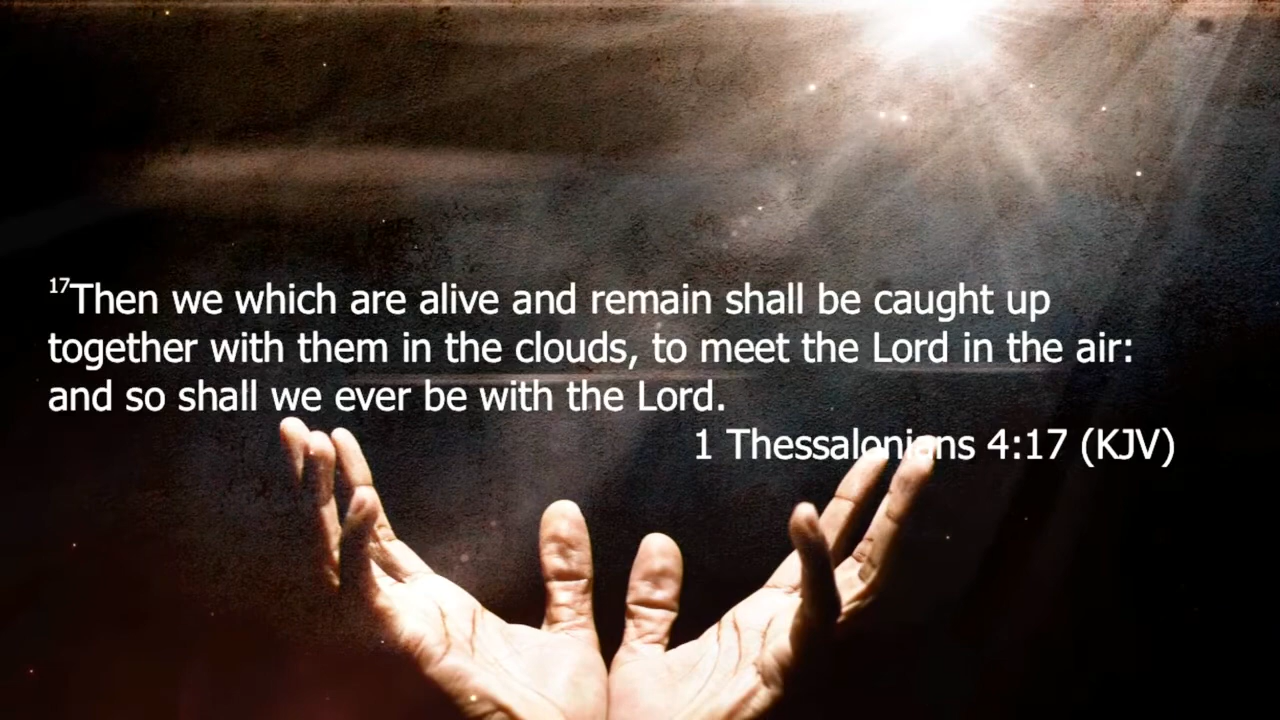 17Then we which are alive and remain shall be caught up
together with them in the clouds, to meet the Lord in the air:
and so shall we ever be with the Lord.
1 Thessalonians 4:17 (KJV)